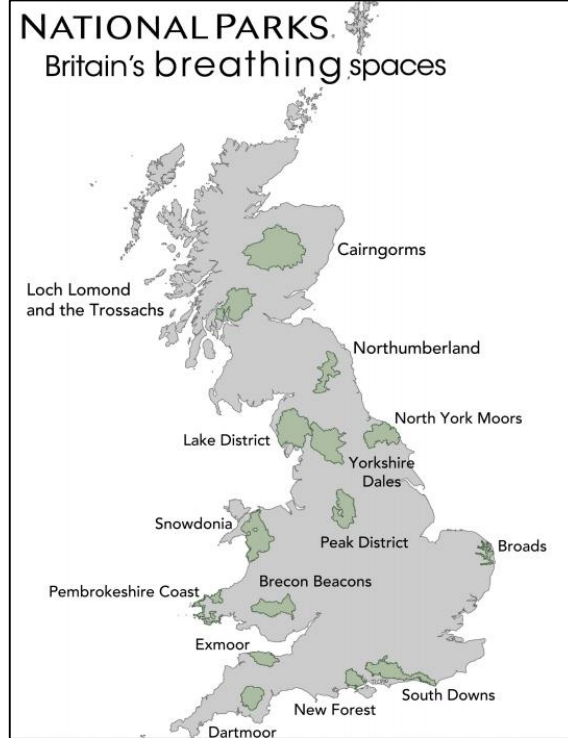 NATIONAL PARKS
Britain's breathing spaces
Cairngorms
Loch Lomond
and the Trossachs
Northumberland
North York Moors
Lake District
Yorkshire
Dales
Snowdonia
Peak District
Broads
Pembrokeshire Coast
Brecon Beacons
Exmoor
South Downs
New Forest
Dartmoor